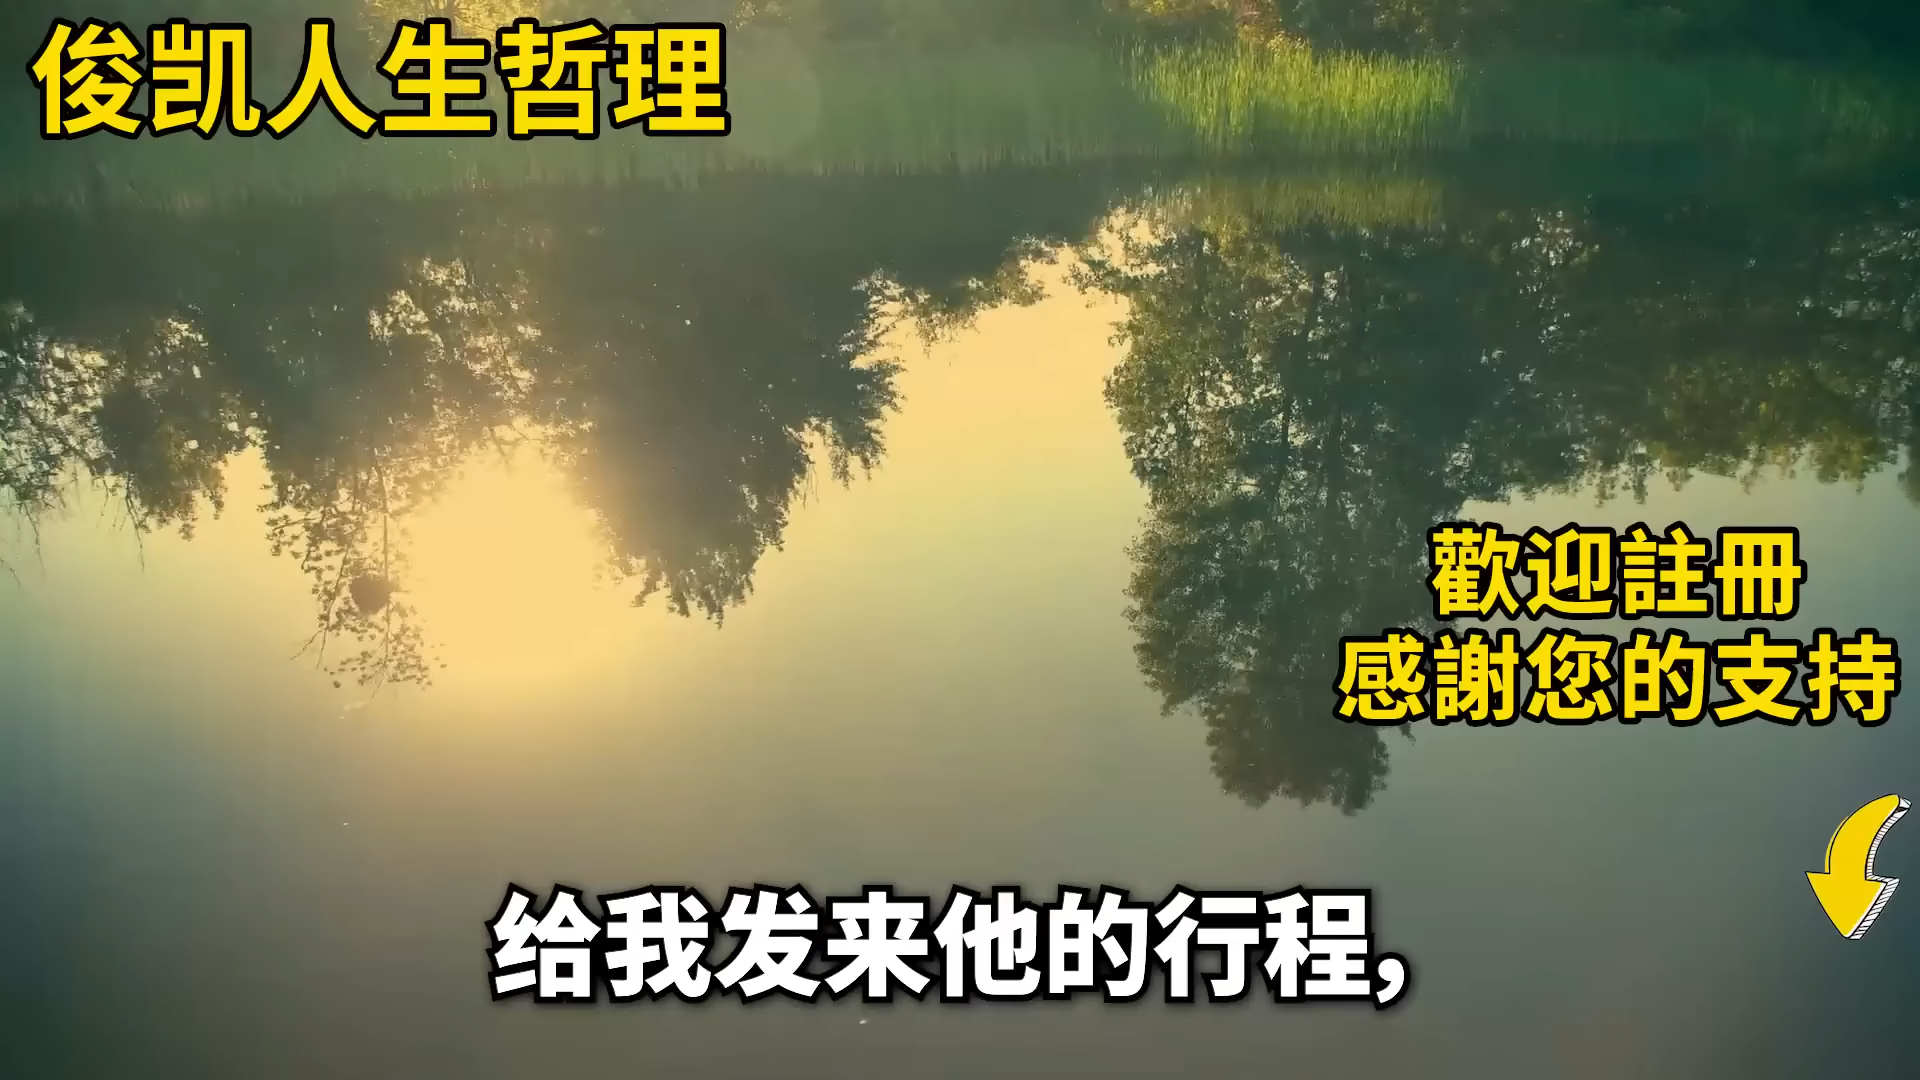 俊凯人生哲理
歡迎註冊
感謝您的支持
给我发来他的行程,